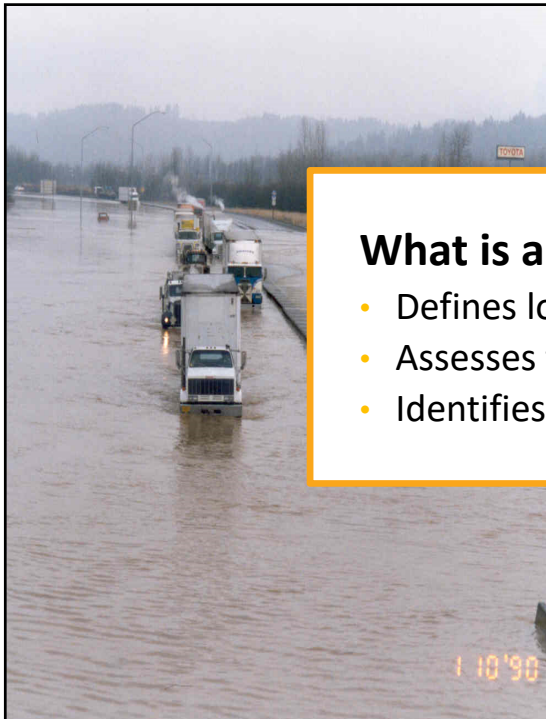 TOYOTA
What is a
Defines lo
Assesses
Identifies
1 10'90